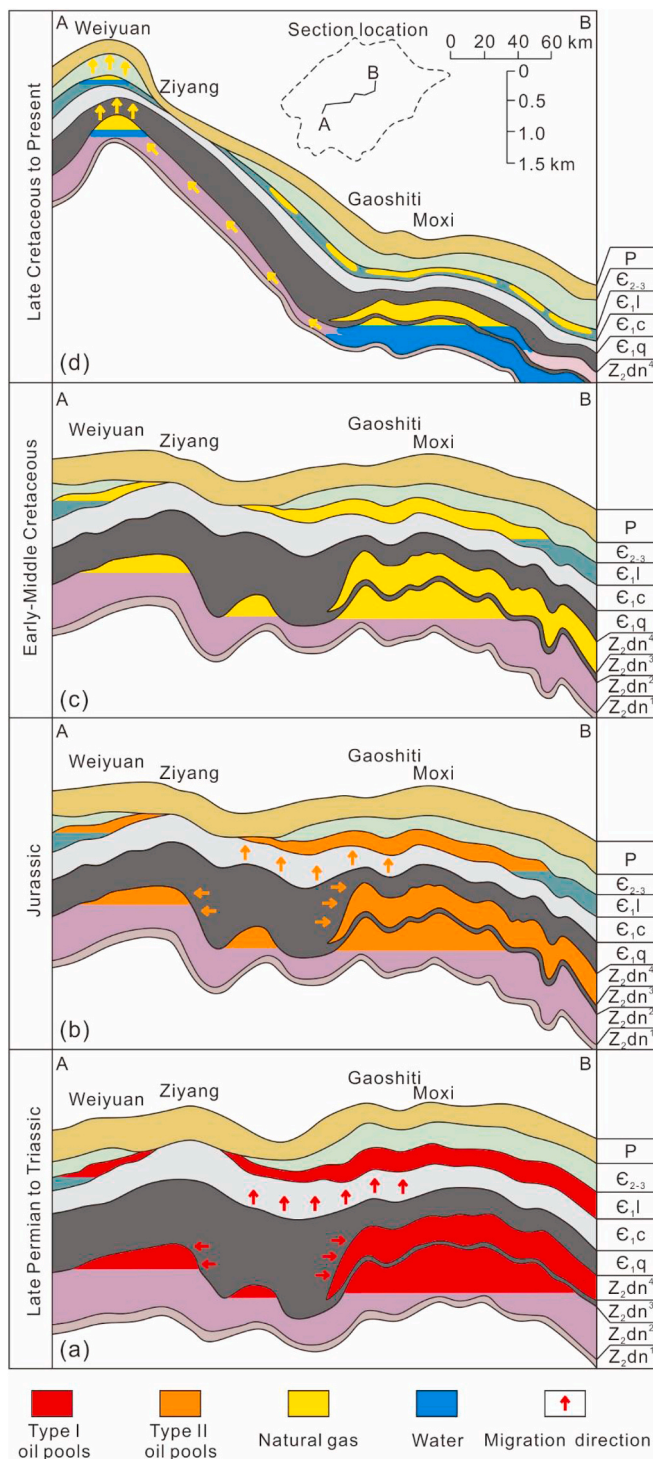 A
B
Weiyuan
Section location
0 20 40 60 km
Ziyang
B
A
0
0.5
1.0
1.5 km
Gaoshiti
Moxi
P
Є₂₋₃
Є₁l
Є₁c
Є₁q
Z₂dn⁴
(d)
Late Cretaceous to Present
A
B
Weiyuan
Ziyang
Gaoshiti
Moxi
P
Є₂₋₃
Є₁l
Є₁c
Є₁q
Z₂dn⁴
Z₂dn³
Z₂dn²
Z₂dn¹
(c)
Early-Middle Cretaceous
A
B
Weiyuan
Ziyang
Gaoshiti
Moxi
P
Є₂₋₃
Є₁l
Є₁c
Є₁q
Z₂dn⁴
Z₂dn³
Z₂dn²
Z₂dn¹
(b)
Jurassic
A
B
Weiyuan
Ziyang
Gaoshiti
Moxi
P
Є₂₋₃
Є₁l
Є₁c
Є₁q
Z₂dn⁴
Z₂dn³
Z₂dn²
Z₂dn¹
(a)
Late Permian to Triassic
Type I
oil pools
Type II
oil pools
Natural gas
Water
Migration direction